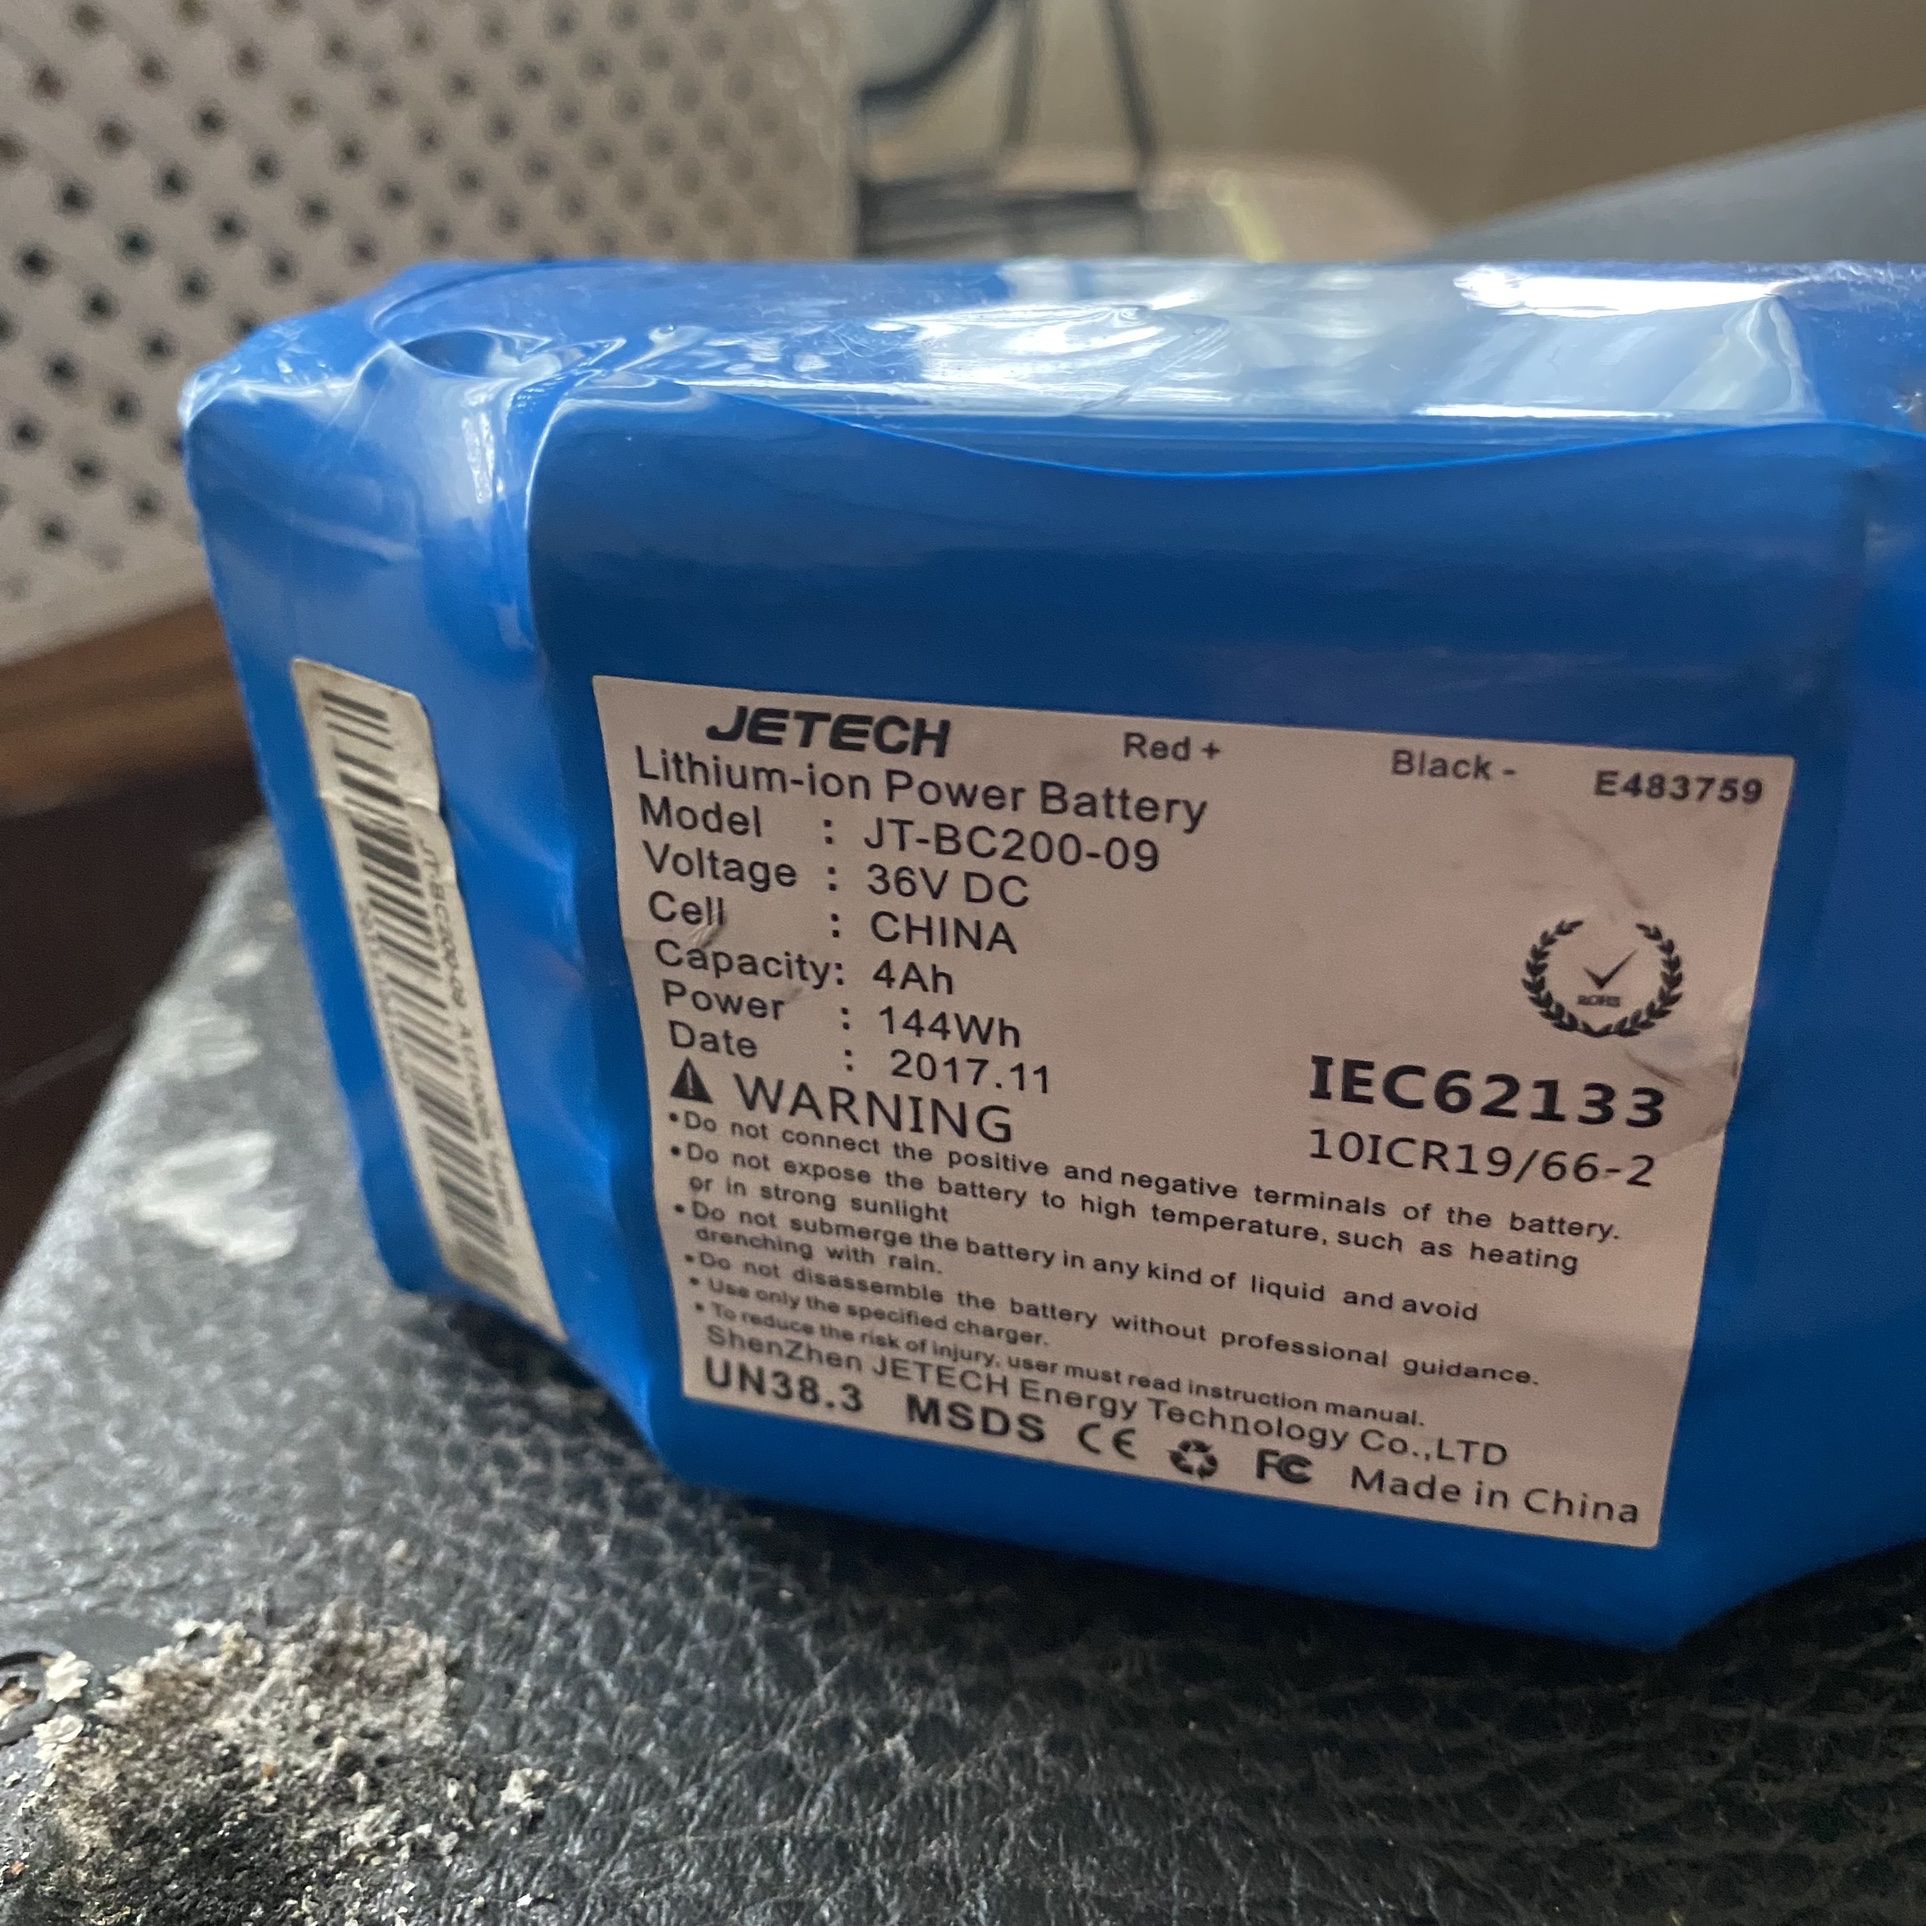 JETECH Red + Black - E483759
Lithium-ion Power Battery
Model : JT-BC200-09
Voltage : 36V DC
Cell : CHINA
Capacity: 4Ah
Power : 144Wh
Date : 2017.11
ROHS
IEC62133
10ICR19/66-2
WARNING
•Do not connect the positive and negative terminals of the battery.
•Do not expose the battery to high temperature, such as heating
or in strong sunlight
•Do not submerge the battery in any kind of liquid and avoid
drenching with rain.
•Do not disassemble the battery without professional guidance.
• Use only the specified charger.
• To reduce the risk of injury, user must read instruction manual.
ShenZhen JETECH Energy Technology Co.,LTD
UN38.3 MSDS CE FC Made in China
JT-BC200-09